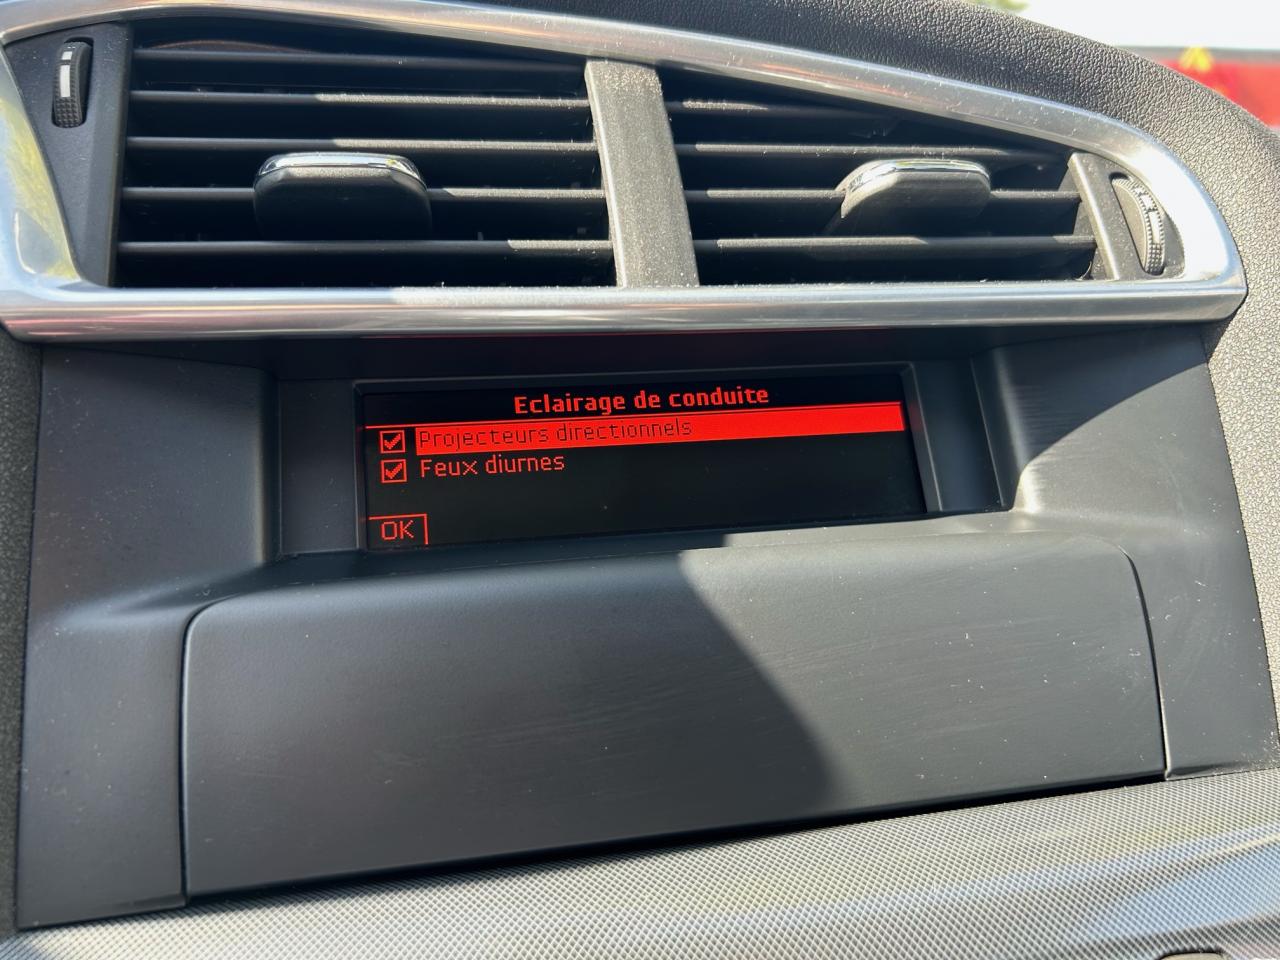 Eclairage de conduite
Projecteurs directionnels
Feux diurnes
OK